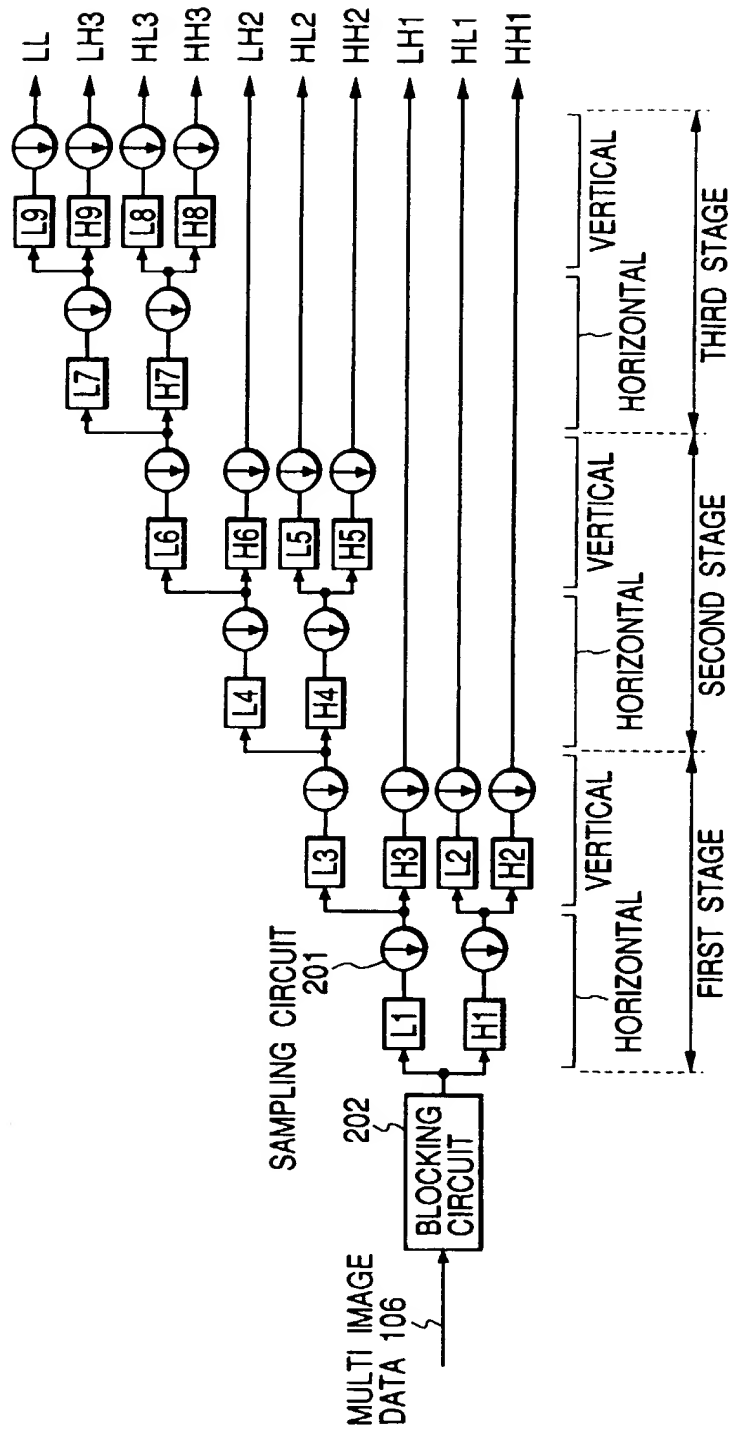 MULTI IMAGE
DATA 106
202
BLOCKING
CIRCUIT
SAMPLING CIRCUIT
201
L1
H1
L3
H3
L2
H2
L4
H4
L6
H6
L5
H5
L7
H7
L9
H9
L8
H8
LL
LH3
HL3
HH3
LH2
HL2
HH2
LH1
HL1
HH1
HORIZONTAL
VERTICAL
HORIZONTAL
VERTICAL
HORIZONTAL
VERTICAL
FIRST STAGE
SECOND STAGE
THIRD STAGE